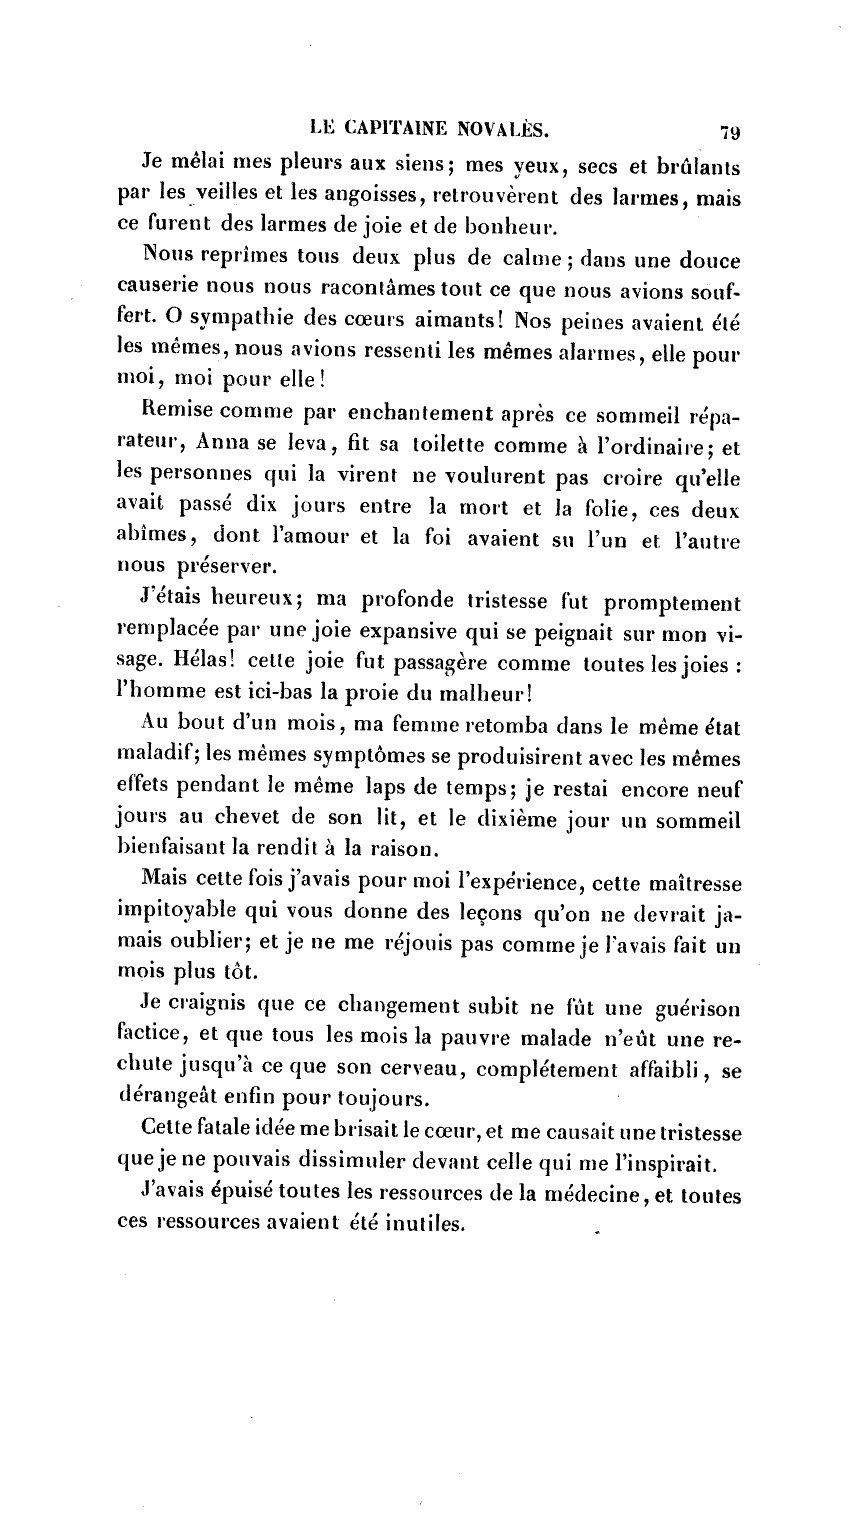 LE CAPITAINE NOVALÈS. 79
Je mêlai mes pleurs aux siens; mes yeux, secs et brûlants
par les veilles et les angoisses, retrouvèrent des larmes, mais
ce furent des larmes de joie et de bonheur.
Nous reprîmes tous deux plus de calme; dans une douce
causerie nous nous racontâmes tout ce que nous avions souf-
fert. O sympathie des cœurs aimants! Nos peines avaient été
les mêmes, nous avions ressenti les mêmes alarmes, elle pour
moi, moi pour elle!
Remise comme par enchantement après ce sommeil répa-
rateur, Anna se leva, fit sa toilette comme à l'ordinaire; et
les personnes qui la virent ne voulurent pas croire qu'elle
avait passé dix jours entre la mort et la folie, ces deux
abîmes, dont l'amour et la foi avaient su l'un et l'autre
nous préserver.
J'étais heureux; ma profonde tristesse fut promptement
remplacée par une joie expansive qui se peignait sur mon vi-
sage. Hélas! cette joie fut passagère comme toutes les joies :
l'homme est ici-bas la proie du malheur!
Au bout d'un mois, ma femme retomba dans le même état
maladif; les mêmes symptômes se produisirent avec les mêmes
effets pendant le même laps de temps; je restai encore neuf
jours au chevet de son lit, et le dixième jour un sommeil
bienfaisant la rendit à la raison.
Mais cette fois j'avais pour moi l'expérience, cette maîtresse
impitoyable qui vous donne des leçons qu'on ne devrait ja-
mais oublier; et je ne me réjouis pas comme je l'avais fait un
mois plus tôt.
Je craignis que ce changement subit ne fût une guérison
factice, et que tous les mois la pauvre malade n'eût une re-
chute jusqu'à ce que son cerveau, complétement affaibli, se
dérangeât enfin pour toujours.
Cette fatale idée me brisait le cœur, et me causait une tristesse
que je ne pouvais dissimuler devant celle qui me l'inspirait.
J'avais épuisé toutes les ressources de la médecine, et toutes
ces ressources avaient été inutiles.